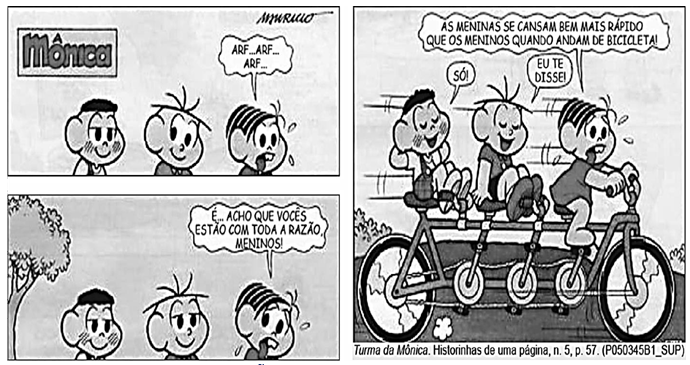 MAURICIO
Mônica
ARF...ARF...
ARF...
É... ACHO QUE VOCÊS
ESTÃO COM TODA A RAZÃO,
MENINOS!
AS MENINAS SE CANSAM BEM MAIS RÁPIDO
QUE OS MENINOS QUANDO ANDAM DE BICICLETA!
EU TE
DISSE!
SÓ!
Turma da Mônica. Historinhas de uma página, n. 5, p. 57. (P050345B1_SUP)